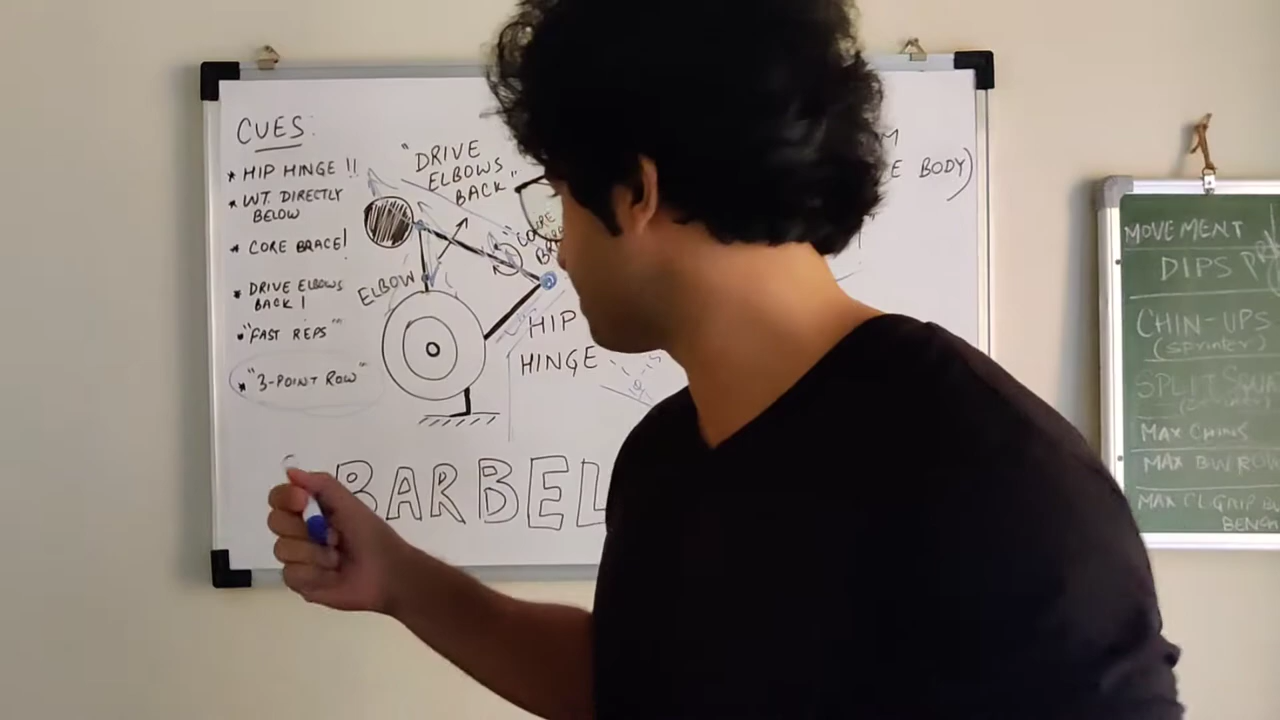 CUES:
* HIP HINGE !!
* WT. DIRECTLY
BELOW
* CORE BRACE!
* DRIVE ELBOWS
BACK !
* "FAST REPS"
* "3-POINT ROW"
"DRIVE
ELBOWS
BACK"
ELBOW
HIP
HINGE
BARBEL
BODY)
MOVEMENT
DIPS
CHIN-UPS
(sprinter)
SPLIT SQUA
MAX CHINS
MAX BW ROW
MAX CL.GRIP
BENCH